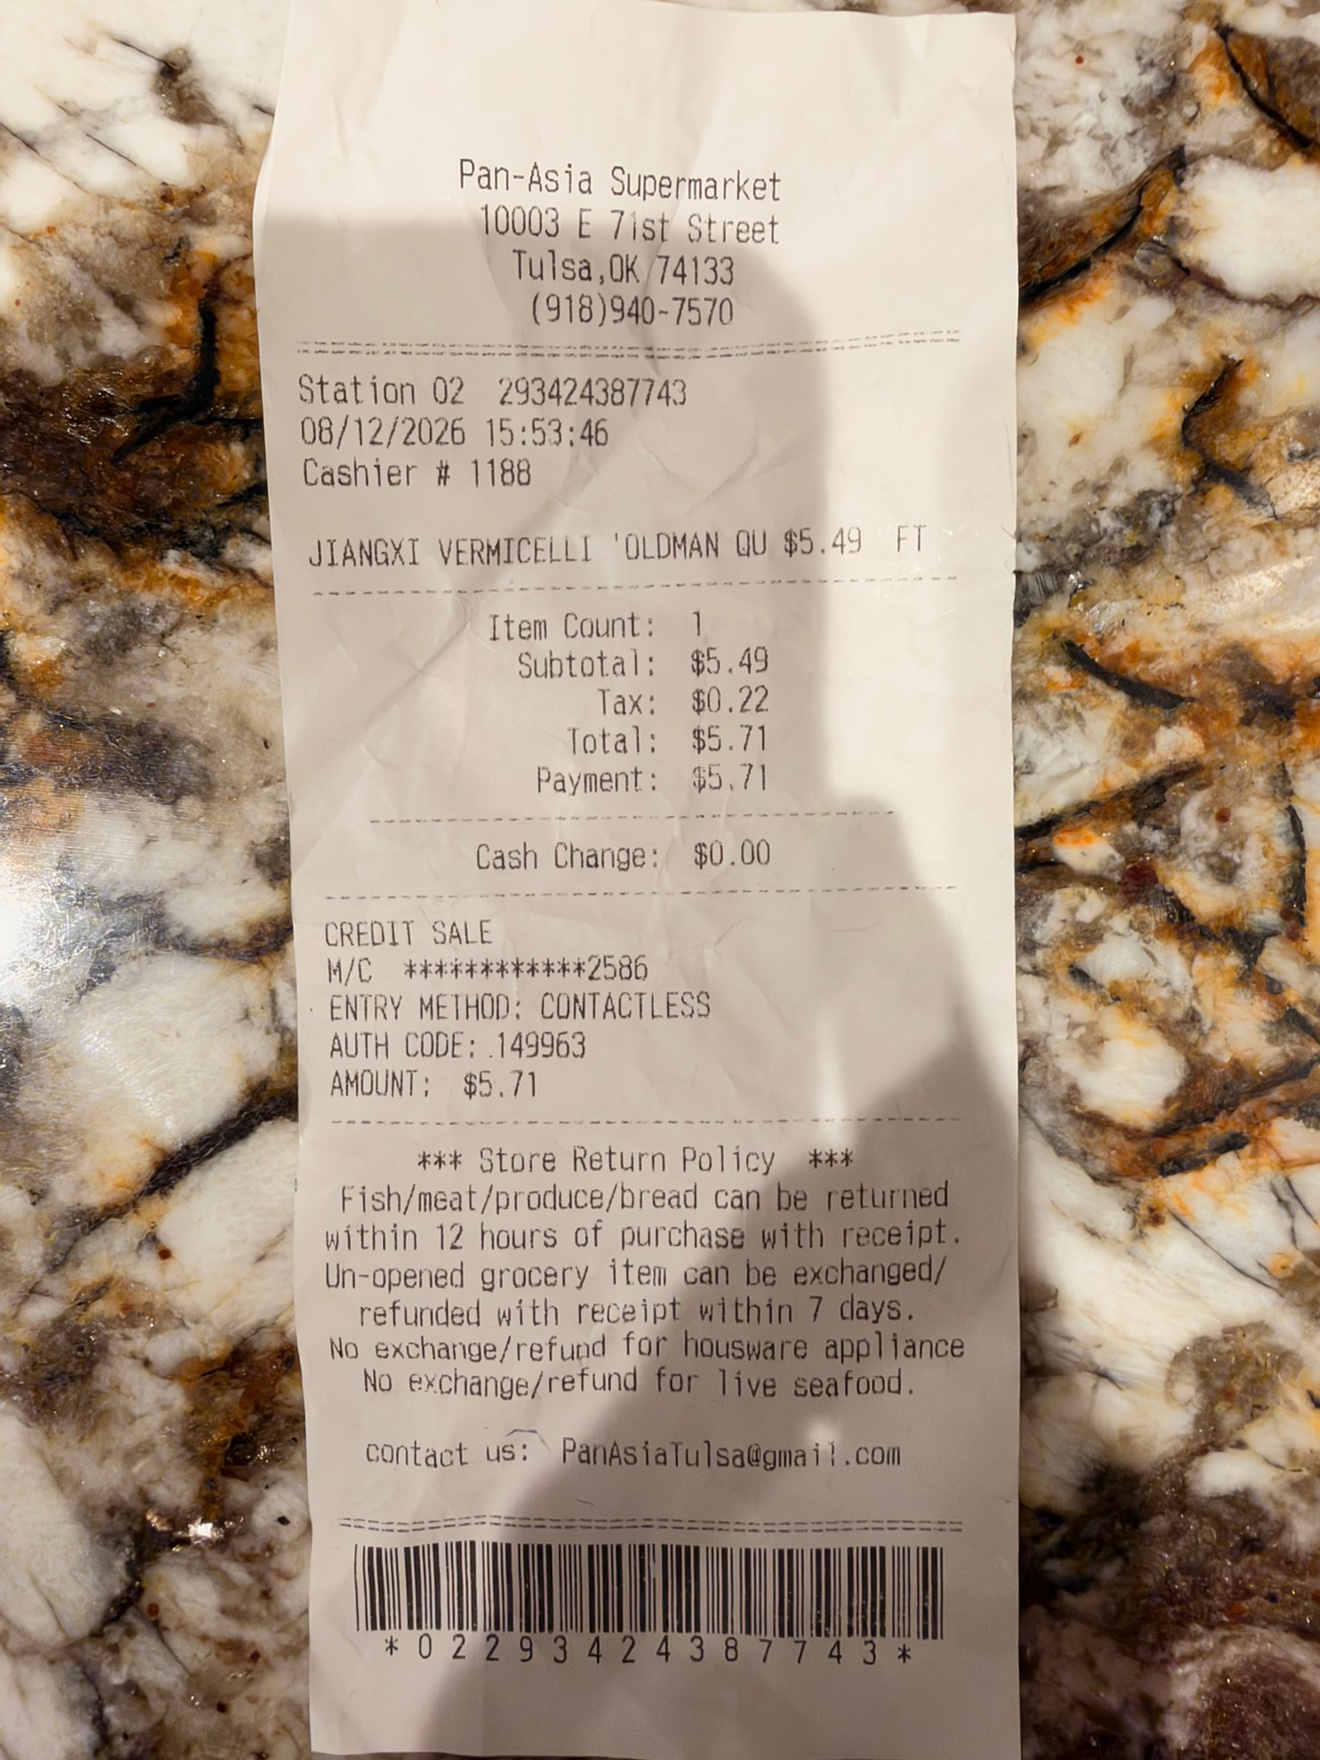 Pan-Asia Supermarket
10003 E 71st Street
Tulsa,OK 74133
(918)940-7570
Station 02 293424387743
08/12/2026 15:53:46
Cashier # 1188
JIANGXI VERMICELLI 'OLDMAN QU $5.49 FT
Item Count: 1
Subtotal: $5.49
Tax: $0.22
Total: $5.71
Payment: $5.71
Cash Change: $0.00
CREDIT SALE
M/C ************2586
ENTRY METHOD: CONTACTLESS
AUTH CODE: 149963
AMOUNT: $5.71
*** Store Return Policy ***
Fish/meat/produce/bread can be returned
within 12 hours of purchase with receipt.
Un-opened grocery item can be exchanged/
refunded with receipt within 7 days.
No exchange/refund for housware appliance
No exchange/refund for live seafood.
contact us: PanAsiaTulsa@gmail.com
*02293424387743*